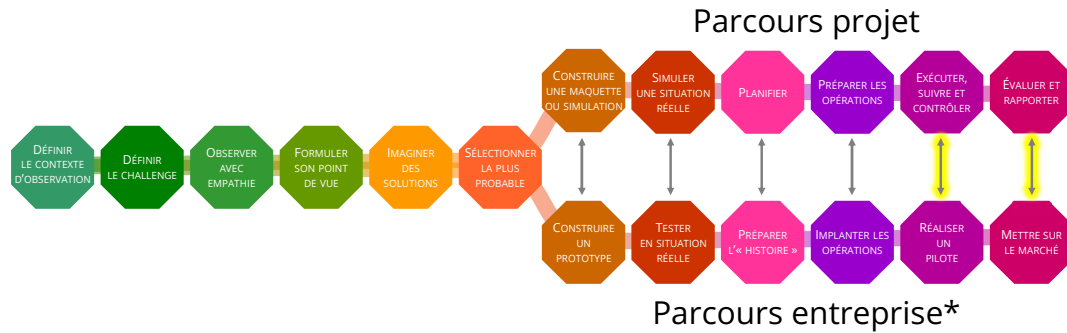 Parcours projet
CONSTRUIRE
UNE MAQUETTE
OU SIMULATION
SIMULER
UNE SITUATION
RÉELLE
PLANIFIER
PRÉPARER LES
OPÉRATIONS
EXÉCUTER,
SUIVRE ET
CONTRÔLER
ÉVALUER ET
RAPPORTER
DÉFINIR
LE CONTEXTE
D'OBSERVATION
DÉFINIR
LE CHALLENGE
OBSERVER
AVEC
EMPATHIE
FORMULER
SON POINT
DE VUE
IMAGINER
DES
SOLUTIONS
SÉLECTIONNER
LA PLUS
PROBABLE
CONSTRUIRE
UN
PROTOTYPE
TESTER
EN SITUATION
RÉELLE
PRÉPARER
L'« HISTOIRE »
IMPLANTER LES
OPÉRATIONS
RÉALISER
UN
PILOTE
METTRE SUR
LE MARCHÉ
Parcours entreprise*